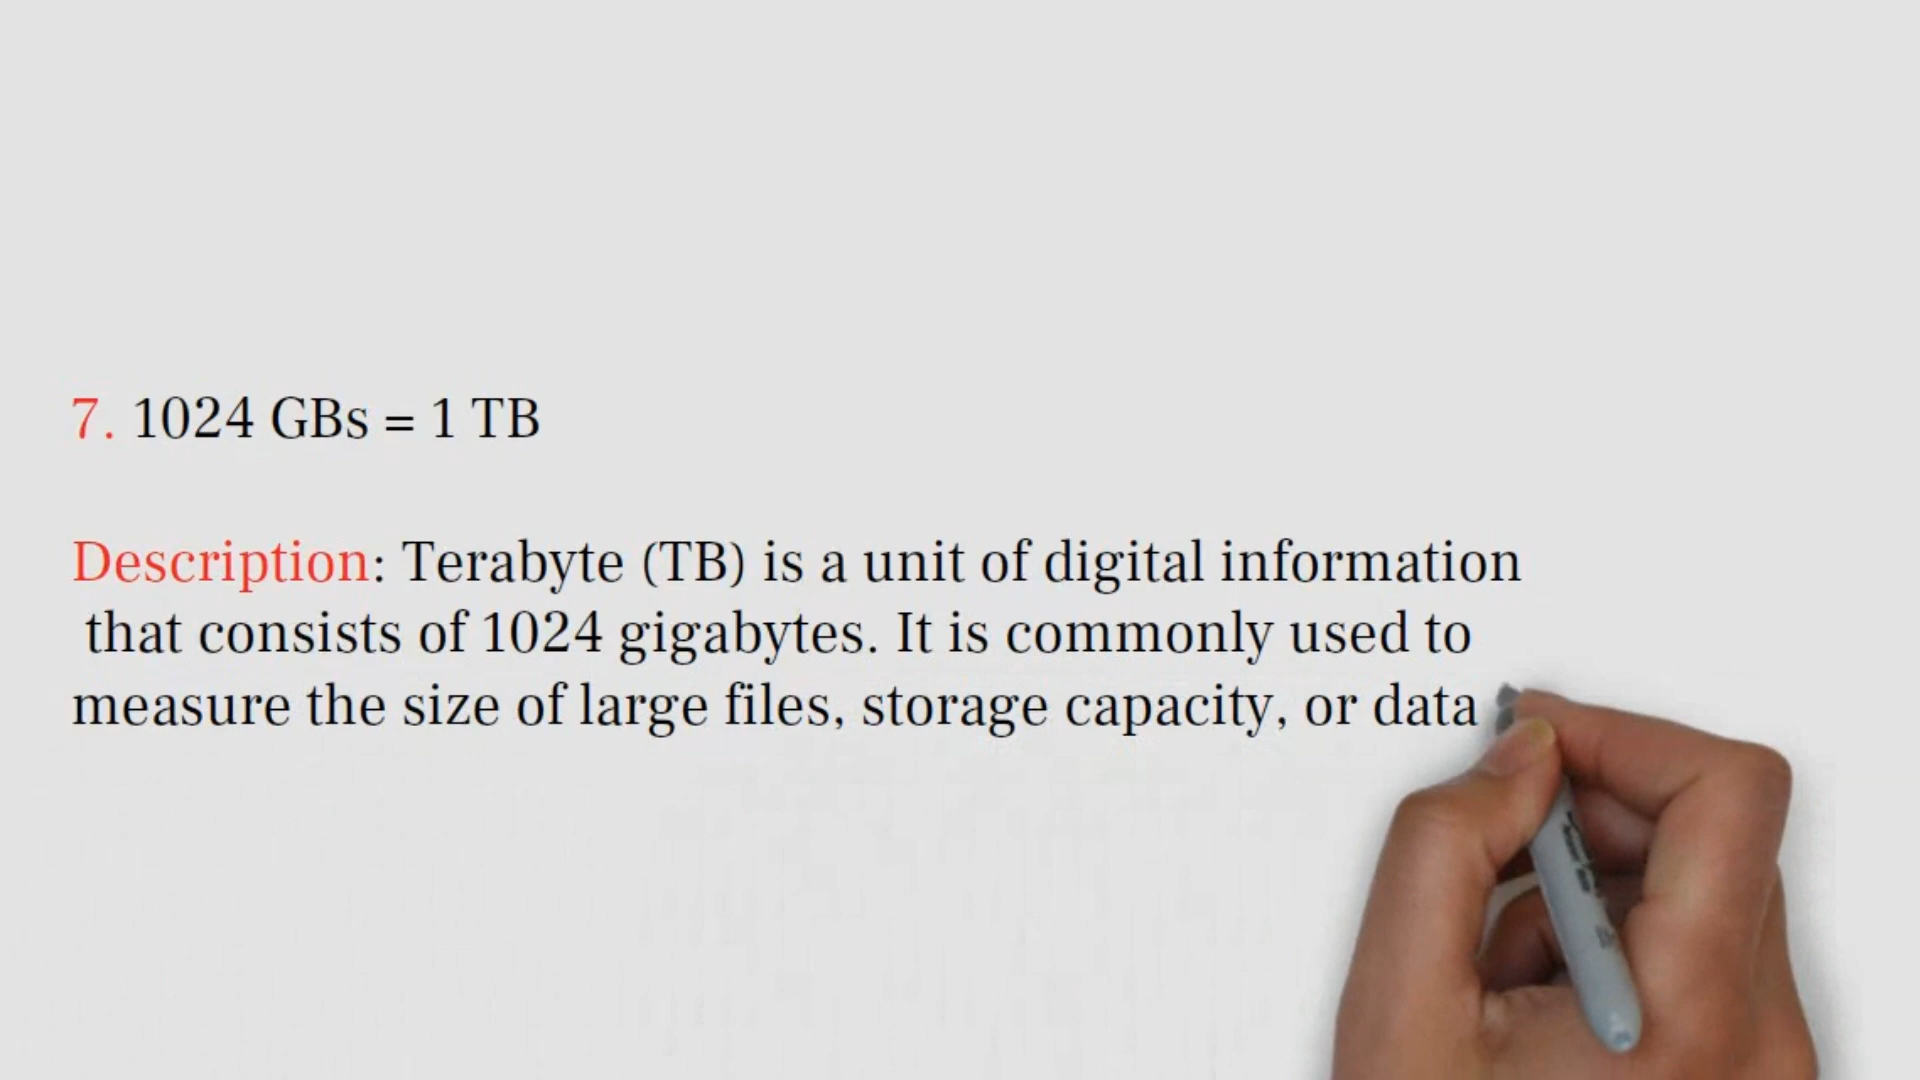 7. 1024 GBs = 1 TB
Description: Terabyte (TB) is a unit of digital information
that consists of 1024 gigabytes. It is commonly used to
measure the size of large files, storage capacity, or data